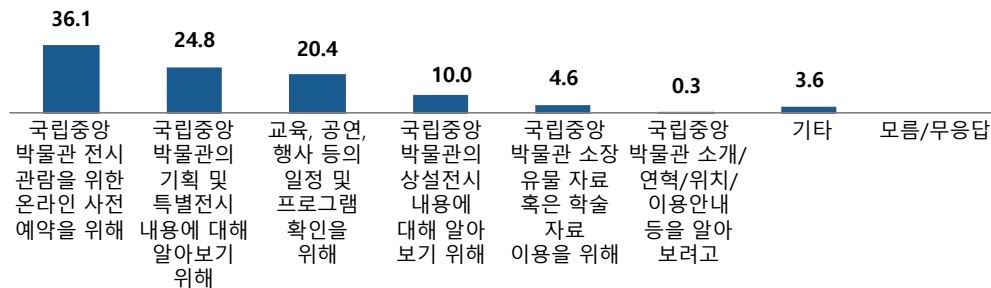 36.1
24.8
20.4
10.0
4.6
0.3
3.6
국립중앙
박물관 전시
관람을 위한
온라인 사전
예약을 위해
국립중앙
박물관의
기획 및
특별전시
내용에 대해
알아보기
위해
교육, 공연,
행사 등의
일정 및
프로그램
확인을
위해
국립중앙
박물관의
상설전시
내용에
대해 알아
보기 위해
국립중앙
박물관 소장
유물 자료
혹은 학술
자료
이용을 위해
국립중앙
박물관 소개/
연혁/위치/
이용안내
등을 알아
보려고
기타
모름/무응답